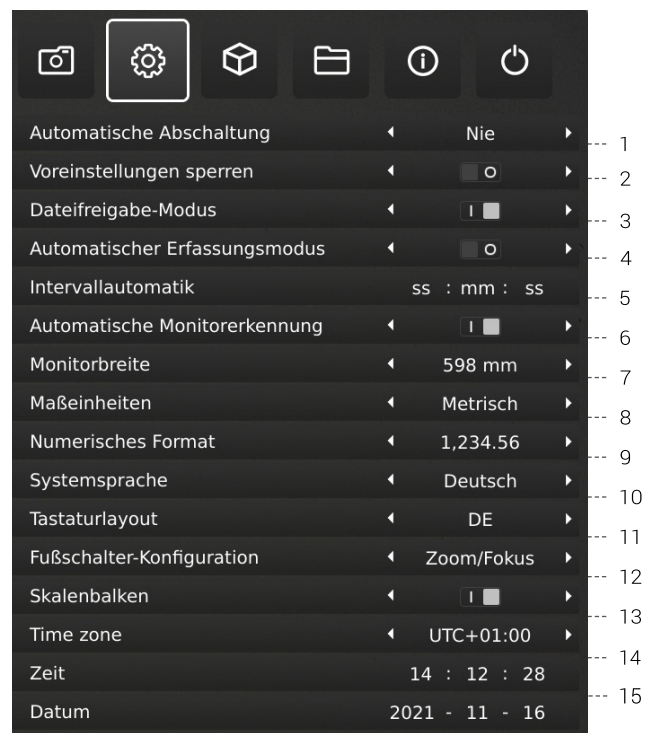 Automatische Abschaltung Nie
1
Voreinstellungen sperren O
2
Dateifreigabe-Modus I
3
Automatischer Erfassungsmodus O
4
Intervallautomatik ss : mm : ss
5
Automatische Monitorerkennung I
6
Monitorbreite 598 mm
7
Maßeinheiten Metrisch
8
Numerisches Format 1,234.56
9
Systemsprache Deutsch
10
Tastaturlayout DE
11
Fußschalter-Konfiguration Zoom/Fokus
12
Skalenbalken I
13
Time zone UTC+01:00
14
Zeit 14 : 12 : 28
15
Datum 2021 - 11 - 16